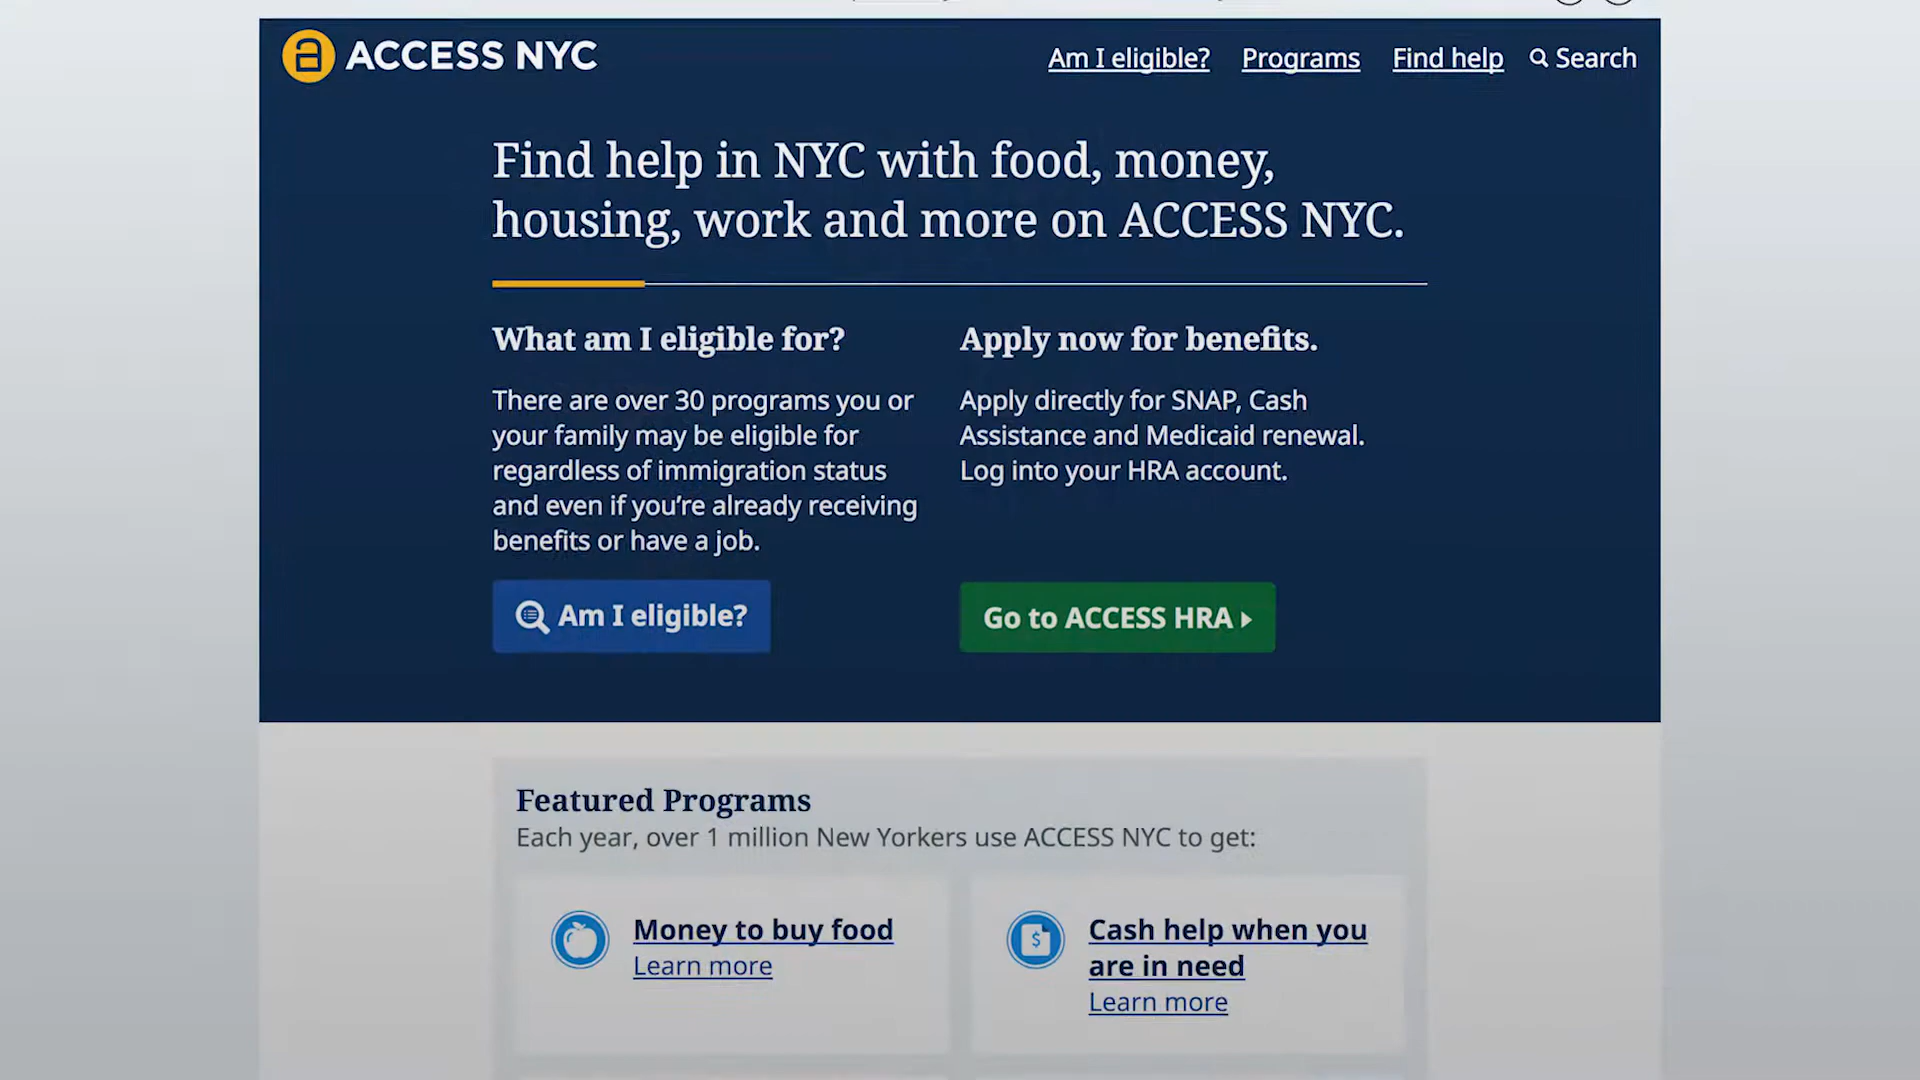 ACCESS NYC
Am I eligible? Programs Find help Search
Find help in NYC with food, money,
housing, work and more on ACCESS NYC.
What am I eligible for?
There are over 30 programs you or
your family may be eligible for
regardless of immigration status
and even if you’re already receiving
benefits or have a job.
Am I eligible?
Apply now for benefits.
Apply directly for SNAP, Cash
Assistance and Medicaid renewal.
Log into your HRA account.
Go to ACCESS HRA
Featured Programs
Each year, over 1 million New Yorkers use ACCESS NYC to get:
Money to buy food
Learn more
Cash help when you
are in need
Learn more